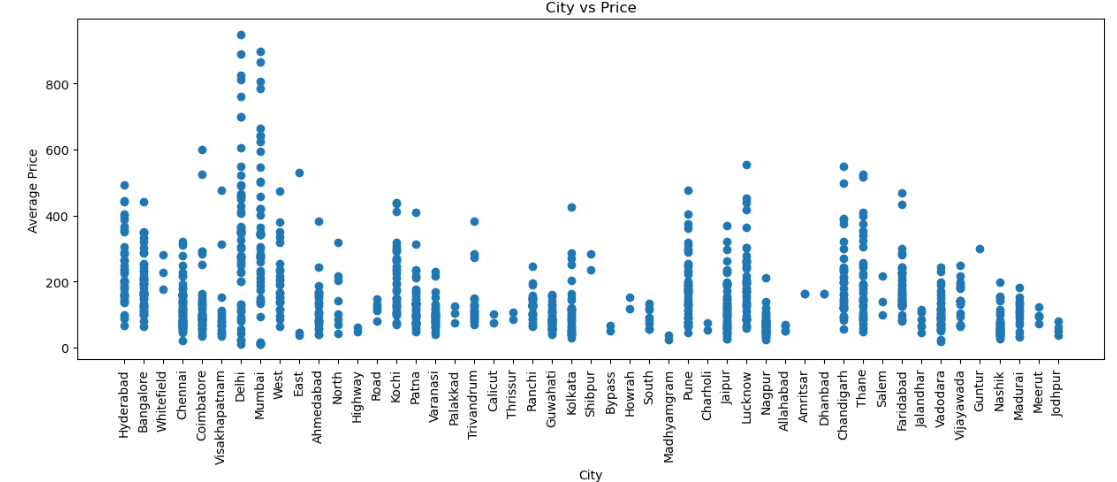 City vs Price
Average Price
800
600
400
200
0
Hyderabad
Bangalore
Whitefield
Chennai
Coimbatore
Visakhapatnam
Delhi
Mumbai
West
East
Ahmedabad
North
Highway
Road
Kochi
Patna
Varanasi
Palakkad
Trivandrum
Calicut
Thrissur
Ranchi
Guwahati
Kolkata
Shibpur
Bypass
Howrah
South
Madhyamgram
Pune
Charholi
Jaipur
Lucknow
Nagpur
Allahabad
Amritsar
Dhanbad
Chandigarh
Thane
Salem
Faridabad
Jalandhar
Vadodara
Vijayawada
Guntur
Nashik
Madurai
Meerut
Jodhpur
City